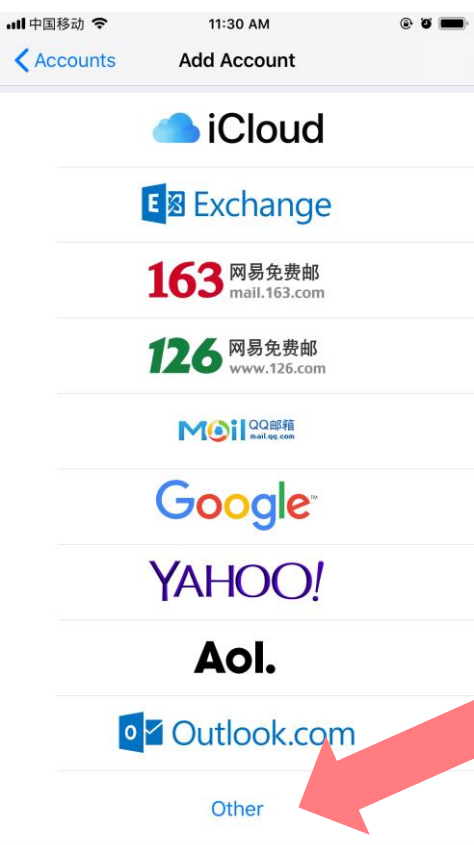 中国移动 11:30 AM
Accounts Add Account
iCloud
E Exchange
163 网易免费邮
mail.163.com
126 网易免费邮
www.126.com
Mail QQ邮箱
mail.qq.com
Google™
YAHOO!
Aol.
o Outlook.com
Other